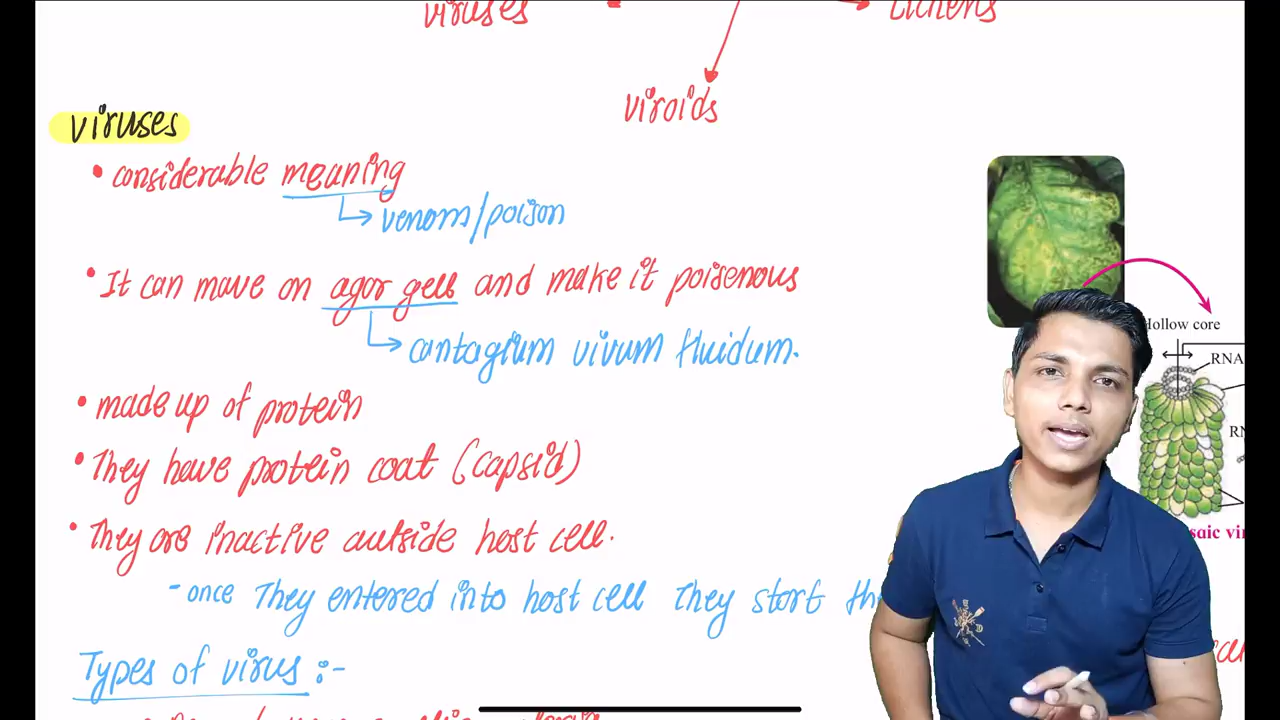 viruses
Lichens
viroids
viruses
• considerable meaning
venom/poison
• It can move on agar gell and make it poisenous
contagium vivum fluidum.
• made up of protein
• They have protein coat (capsid)
• They are inactive outside host cell.
- once They entered into host cell They start
Types of virus :-
Hollow core
RNA